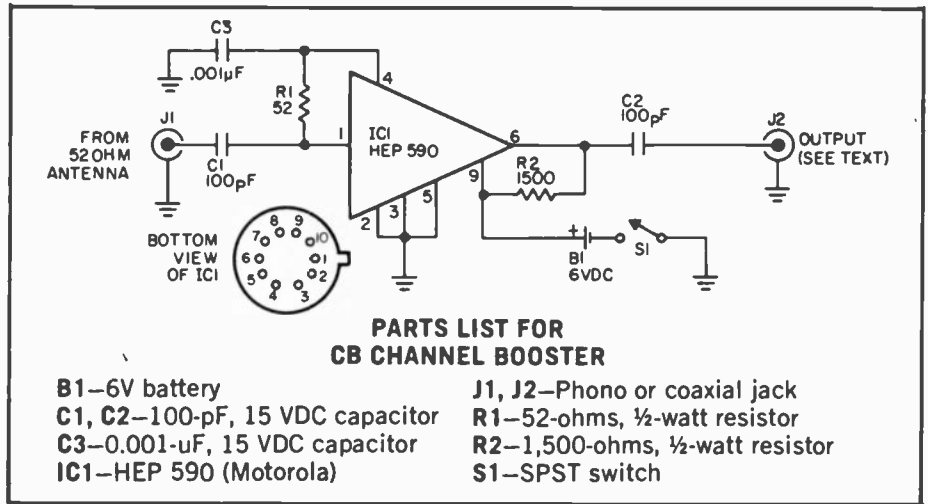 C3
.001µF
R1
52
4
J1
FROM
52 OHM
ANTENNA
C1
100pF
1
IC1
HEP 590
6
C2
100pF
J2
OUTPUT
(SEE TEXT)
9
R2
1500
2
3
5
+
B1
6VDC
S1
BOTTOM
VIEW
OF IC1
8 9
7 10
6 1
5 2
4 3
PARTS LIST FOR
CB CHANNEL BOOSTER
B1—6V battery
C1, C2—100-pF, 15 VDC capacitor
C3—0.001-uF, 15 VDC capacitor
IC1—HEP 590 (Motorola)
J1, J2—Phono or coaxial jack
R1—52-ohms, ½-watt resistor
R2—1,500-ohms, ½-watt resistor
S1—SPST switch